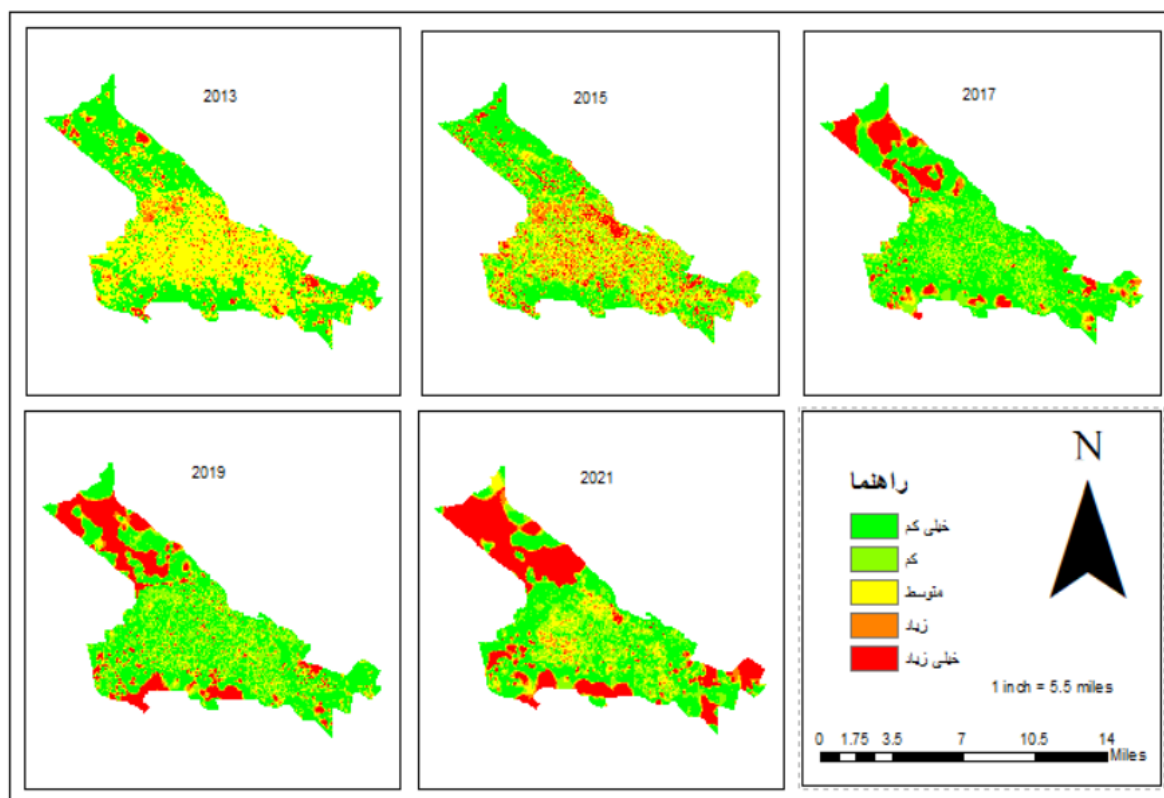 2013
2015
2017
2019
2021
N
راهنما
خیلی کم
کم
متوسط
زیاد
خیلی زیاد
1 inch = 5.5 miles
0 1.75 3.5 7 10.5 14
Miles